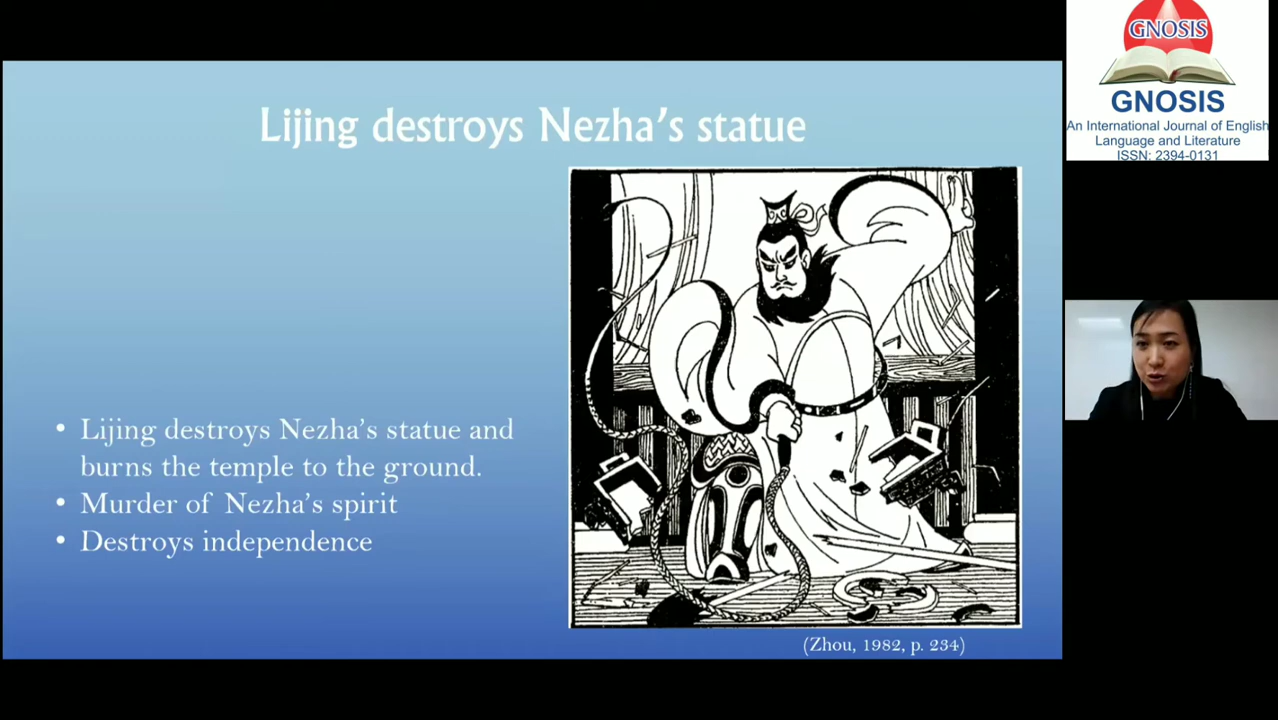 Lijing destroys Nezha's statue
• Lijing destroys Nezha's statue and
burns the temple to the ground.
• Murder of Nezha's spirit
• Destroys independence
(Zhou, 1982, p. 234)
GNOSIS
GNOSIS
An International Journal of English
Language and Literature
ISSN: 2394-0131